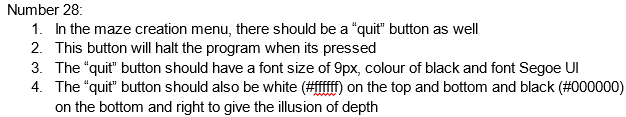 Number 28:
1. In the maze creation menu, there should be a “quit” button as well
2. This button will halt the program when its pressed
3. The “quit” button should have a font size of 9px, colour of black and font Segoe UI
4. The “quit” button should also be white (#ffffff) on the top and bottom and black (#000000)
on the bottom and right to give the illusion of depth